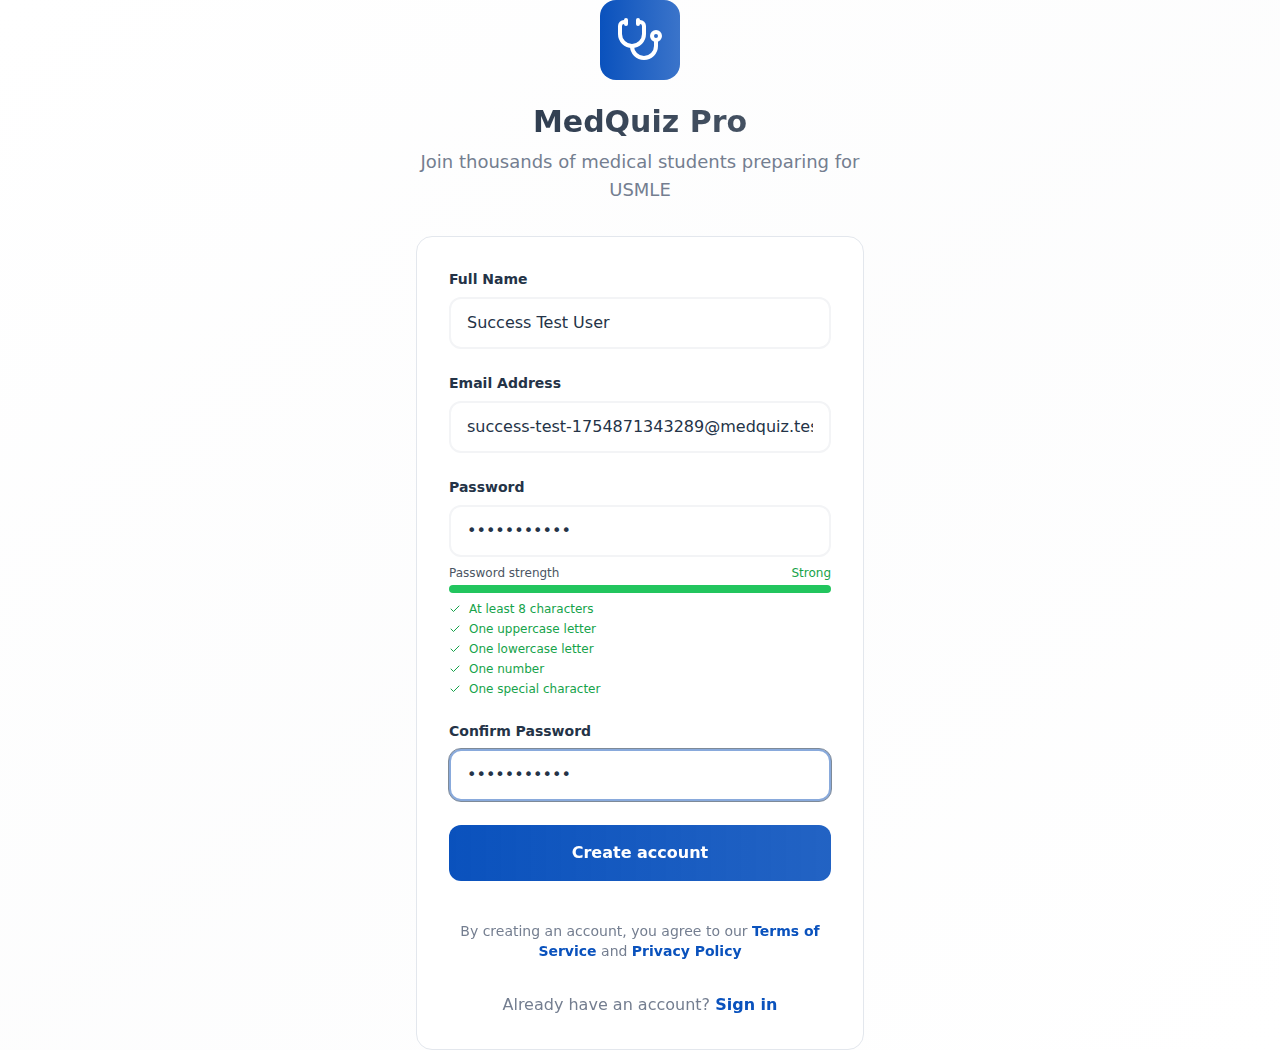 MedQuiz Pro
Join thousands of medical students preparing for
USMLE
Full Name
Success Test User
Email Address
success-test-1754871343289@medquiz.tes
Password
•••••••••••
Password strength Strong
At least 8 characters
One uppercase letter
One lowercase letter
One number
One special character
Confirm Password
•••••••••••
Create account
By creating an account, you agree to our Terms of
Service and Privacy Policy
Already have an account? Sign in